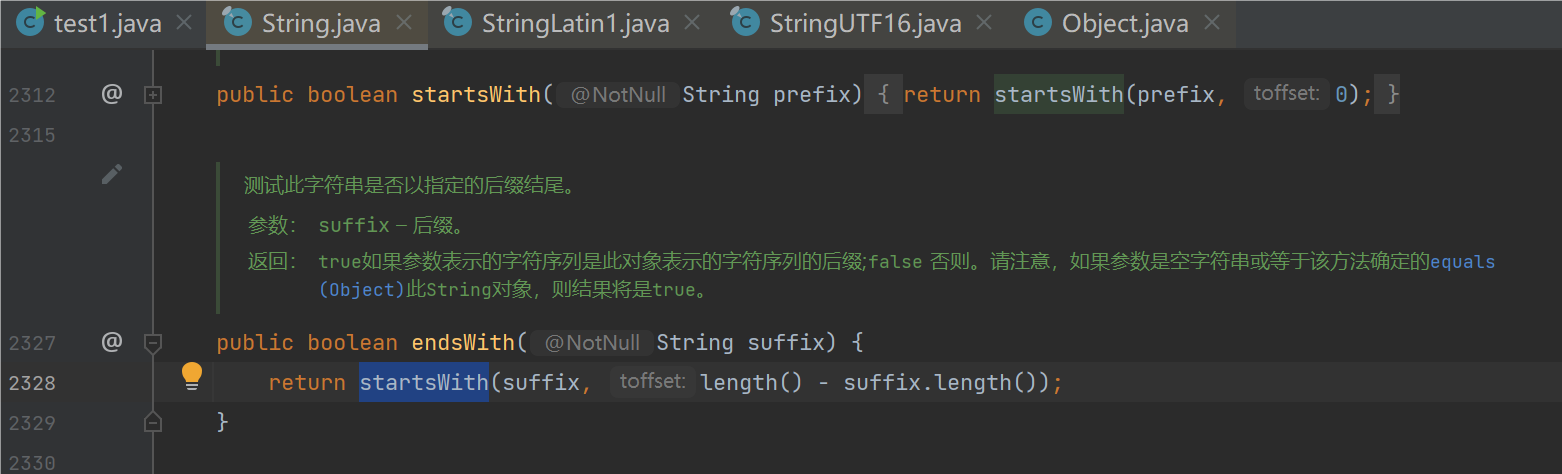 test1.java String.java StringLatin1.java StringUTF16.java Object.java
2312 @ public boolean startsWith( @NotNull String prefix) { return startsWith(prefix, toffset: 0); }
2315
测试此字符串是否以指定的后缀结尾。
参数： suffix – 后缀。
返回： true如果参数表示的字符序列是此对象表示的字符序列的后缀;false 否则。请注意，如果参数是空字符串或等于该方法确定的equals
(Object)此String对象，则结果将是true。
2327 @ public boolean endsWith( @NotNull String suffix) {
2328 return startsWith(suffix, toffset: length() - suffix.length());
2329 }
2330